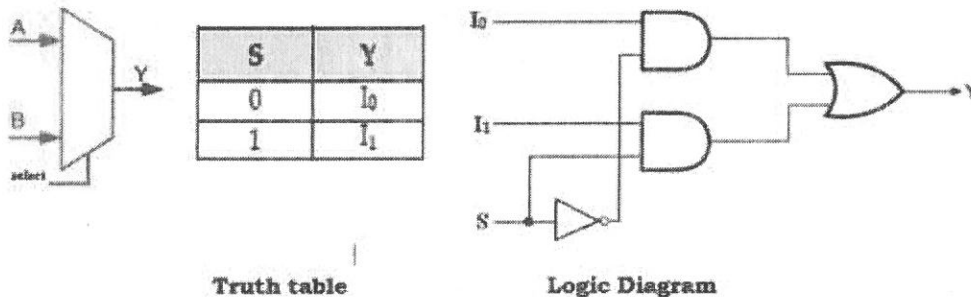 A
B
select
Y
S Y
0 I₀
1 I₁
I₀
I₁
S
Y
Truth table
Logic Diagram